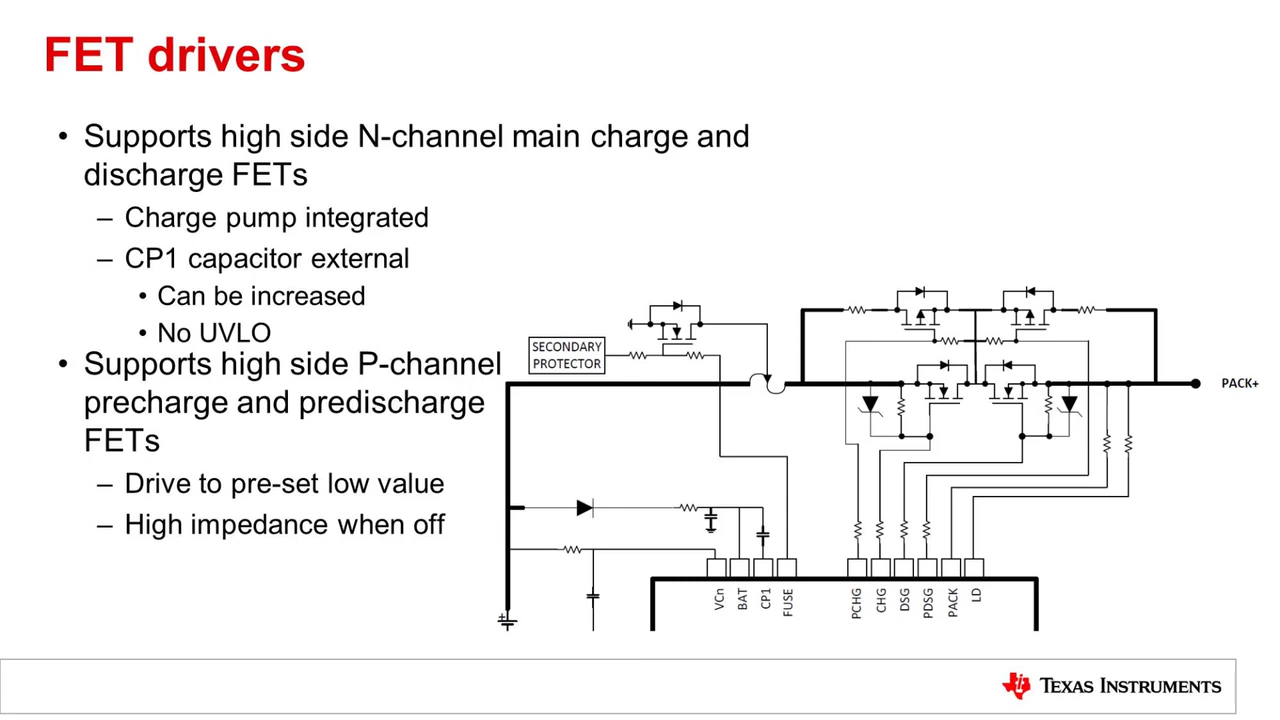 FET drivers
• Supports high side N-channel main charge and
discharge FETs
– Charge pump integrated
– CP1 capacitor external
• Can be increased
• No UVLO
• Supports high side P-channel
precharge and predischarge
FETs
– Drive to pre-set low value
– High impedance when off
SECONDARY
PROTECTOR
PACK+
VCn
BAT
CP1
FUSE
PCHG
CHG
DSG
PDSG
PACK
LD
TEXAS INSTRUMENTS